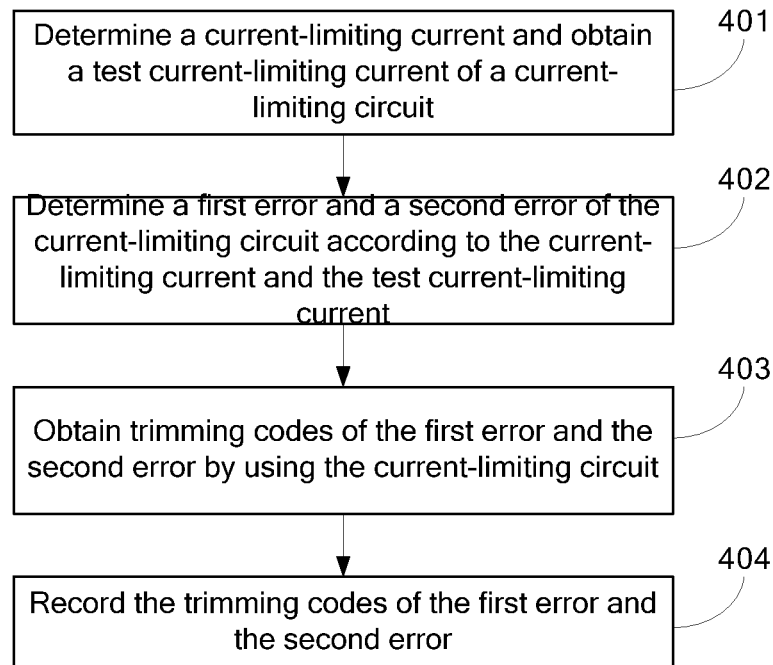 401
Determine a current-limiting current and obtain
a test current-limiting current of a current-
limiting circuit
402
Determine a first error and a second error of the
current-limiting circuit according to the current-
limiting current and the test current-limiting
current
403
Obtain trimming codes of the first error and the
second error by using the current-limiting circuit
404
Record the trimming codes of the first error and
the second error